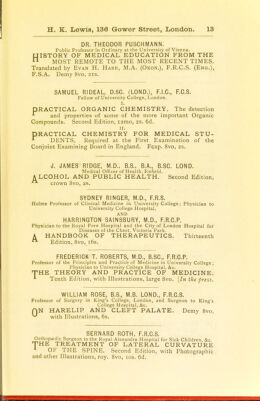 H. K. Lewis, 136 Gower Street, London. 13
DR. THEODOR PUSCHMANN.
Public Professor in Ordinary at the University of Vienna.
HISTORY OF MEDICAL EDUCATION FROM THE
MOST REMOTE TO THE MOST RECENT TIMES.
Translated by EVAN H. HARE, M.A. (OXON.), F.R.C.S. (ENG.),
F.S.A. Demy 8vo, 21s.
SAMUEL RIDEAL, D.SC. (LOND.), F.I.C., F.C.S.
Fellow of University College, London.
I.
PRACTICAL ORGANIC CHEMISTRY. The detection
and properties of some of the more important Organic
Compounds. Second Edition, 12mo, 2s. 6d.
II.
PRACTICAL CHEMISTRY FOR MEDICAL STU-
DENTS, Required at the First Examination of the
Conjoint Examining Board in England. Fcap. 8vo, 2s.
J. JAMES RIDGE, M.D., B.S., B.A., B.SC. LOND.
Medical Officer of Health, Enfield.
ALCOHOL AND PUBLIC HEALTH. Second Edition,
crown 8vo, 2s.
SYDNEY RINGER, M.D., F.R.S.
Holme Professor of Clinical Medicine in University College; Physician to
University College Hospital;
AND
HARRINGTON SAINSBURY, M.D., F.R.C.P.
Physician to the Royal Free Hospital and the City of London Hospital for
Diseases of the Chest, Victoria Park.
A HANDBOOK OF THERAPEUTICS. Thirteenth
Edition, 8vo, 16s.
FREDERICK T. ROBERTS, M.D., B.SC., F.R.C.P.
Professor of the Principles and Practice of Medicine in University College;
Physician to University College Hospital, &c.
THE THEORY AND PRACTICE OF MEDICINE.
Tenth Edition, with Illustrations, large 8vo. [In the press.
WILLIAM ROSE, B.S., M.B. LOND., F.R.C.S.
Professor of Surgery in King's College, London, and Surgeon to King's
College Hospital, &c.
ON HARELIP AND CLEFT PALATE. Demy 8vo,
with Illustrations, 6s.
BERNARD ROTH, F.R.C.S.
Orthopædic Surgeon to the Royal Alexandra Hospital for Sick Children, &c.
THE TREATMENT OF LATERAL CURVATURE
OF THE SPINE. Second Edition, with Photographic
and other Illustrations, roy. 8vo, 10s. 6d.